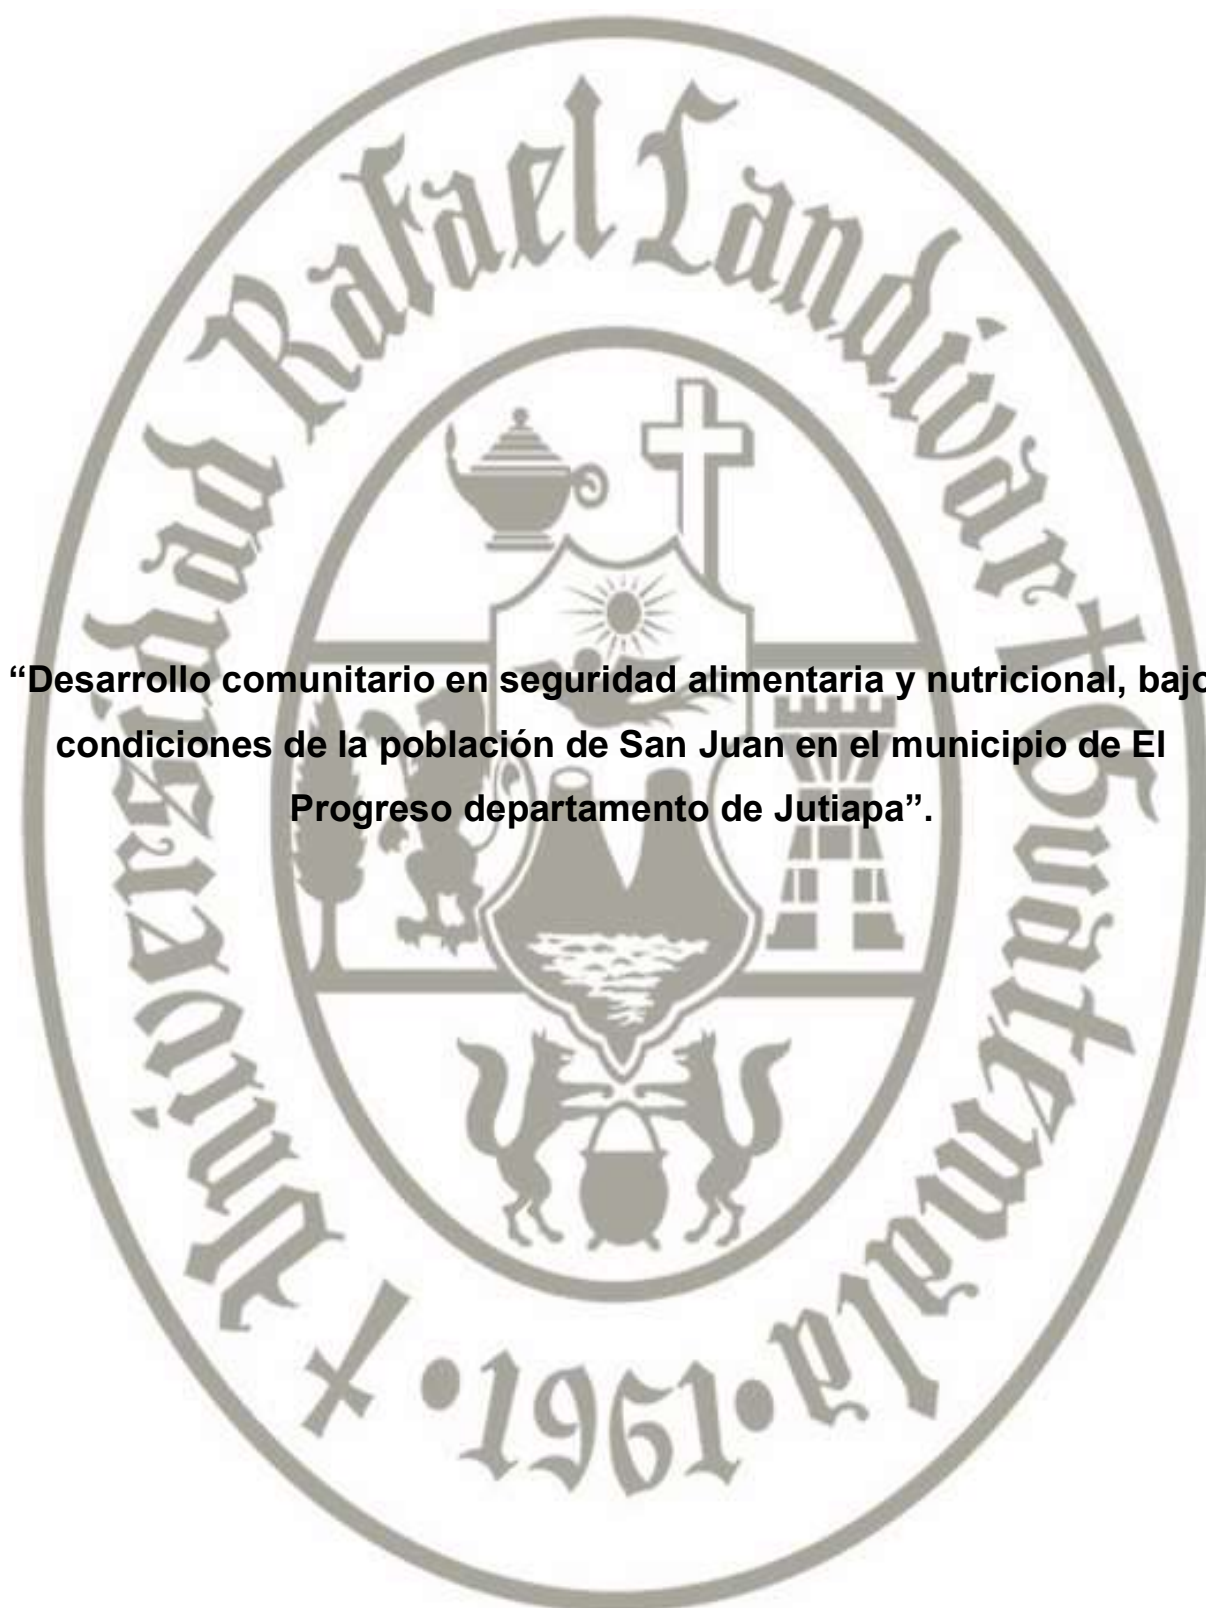 Universidad Rafael Landívar † Guatemala
† • 1961 •
“Desarrollo comunitario en seguridad alimentaria y nutricional, bajo
condiciones de la población de San Juan en el municipio de El
Progreso departamento de Jutiapa”.